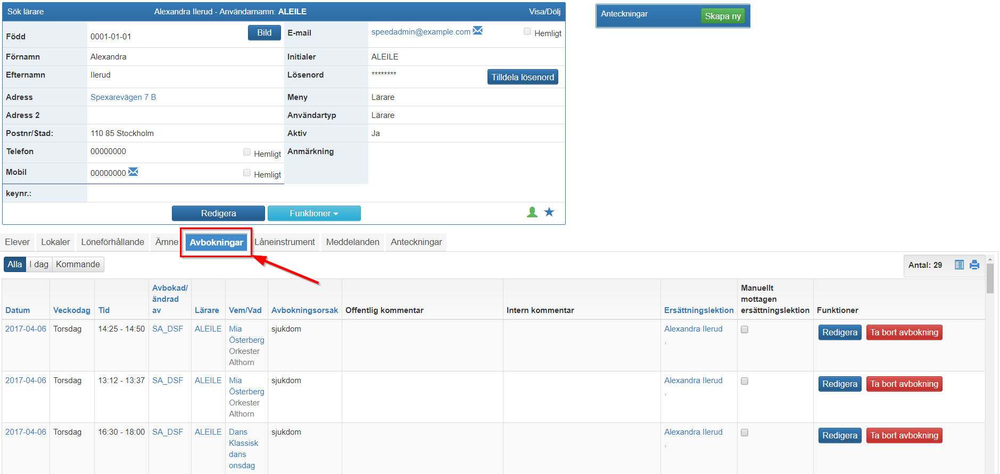 Sök lärare Alexandra Ilerud - Användarnamn: ALEILE Visa/Dölj
Anteckningar Skapa ny
Född 0001-01-01 Bild E-mail speedadmin@example.com Hemligt
Förnamn Alexandra Initialer ALEILE
Efternamn Ilerud Lösenord ******** Tilldela lösenord
Adress Spexarevägen 7 B Meny Lärare
Adress 2 Användartyp Lärare
Postnr/Stad: 110 85 Stockholm Aktiv Ja
Telefon 00000000 Hemligt Anmärkning
Mobil 00000000 Hemligt
keynr.:
Redigera Funktioner
Elever Lokaler Löneförhållande Ämne Avbokningar Låneinstrument Meddelanden Anteckningar
Alla I dag Kommande Antal: 29
Datum Veckodag Tid Avbokad/ändrad av Lärare Vem/Vad Avbokningsorsak Offentlig kommentar Intern kommentar Ersättningslektion Manuellt mottagen ersättningslektion Funktioner
2017-04-06 Torsdag 14:25 - 14:50 SA_DSF ALEILE Mia sjukdom Alexandra Ilerud Redigera Ta bort avbokning
Österberg ,
Orkester
Althorn
2017-04-06 Torsdag 13:12 - 13:37 SA_DSF ALEILE Mia sjukdom Alexandra Ilerud Redigera Ta bort avbokning
Österberg ,
Orkester
Althorn
2017-04-06 Torsdag 16:30 - 18:00 SA_DSF ALEILE Dans sjukdom Alexandra Ilerud Redigera Ta bort avbokning
Klassisk ,
dans
onsdag